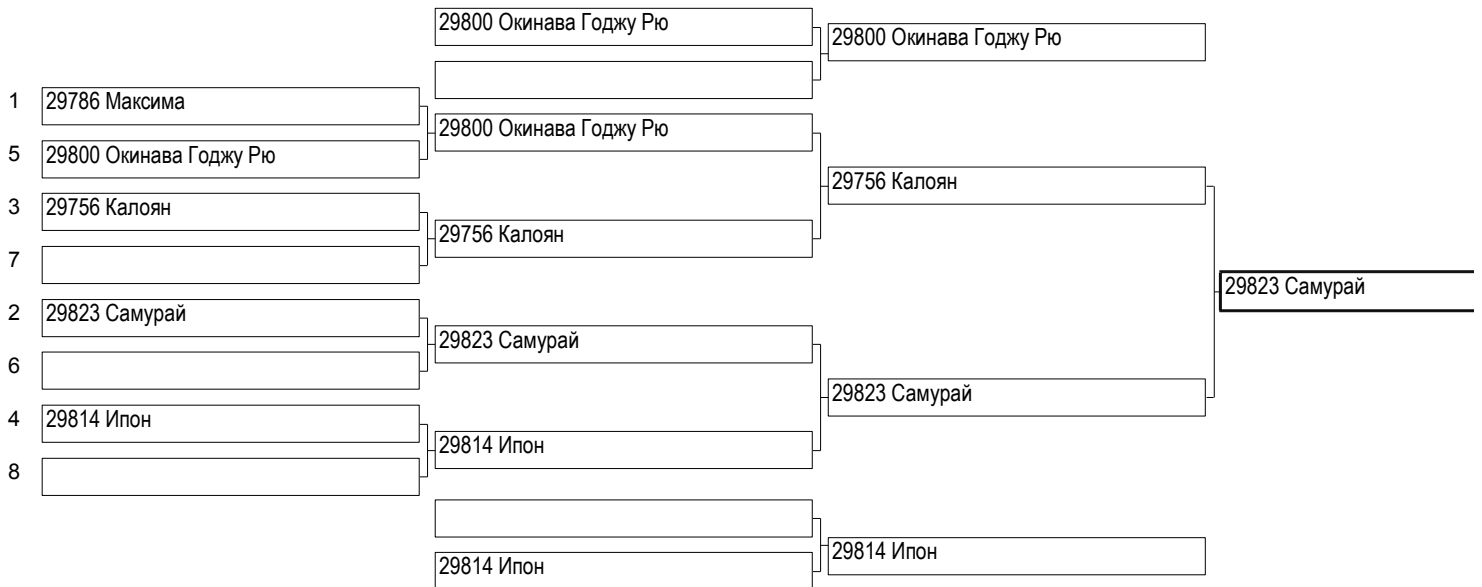 29800 Окинава Годжу Рю
29800 Окинава Годжу Рю
1 29786 Максима
29800 Окинава Годжу Рю
5 29800 Окинава Годжу Рю
29756 Калоян
3 29756 Калоян
29756 Калоян
7
29823 Самурай
2 29823 Самурай
29823 Самурай
6
29823 Самурай
4 29814 Ипон
29814 Ипон
8
29814 Ипон
29814 Ипон